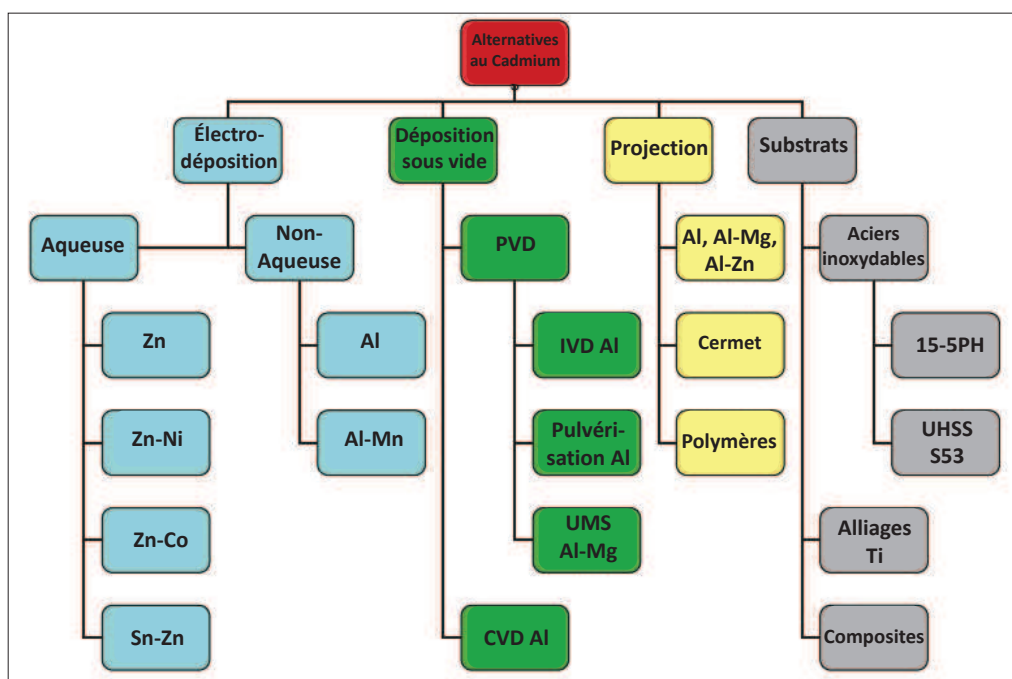 Alternatives
au Cadmium
Électro-
déposition
Déposition
sous vide
Projection
Substrats
Aqueuse
Non-
Aqueuse
PVD
Al, Al-Mg,
Al-Zn
Aciers
inoxydables
Zn
Al
IVD Al
Cermet
15-5PH
Zn-Ni
Al-Mn
Pulvéri-
sation Al
Polymères
UHSS
S53
Zn-Co
UMS
Al-Mg
Alliages
Ti
Sn-Zn
CVD Al
Composites